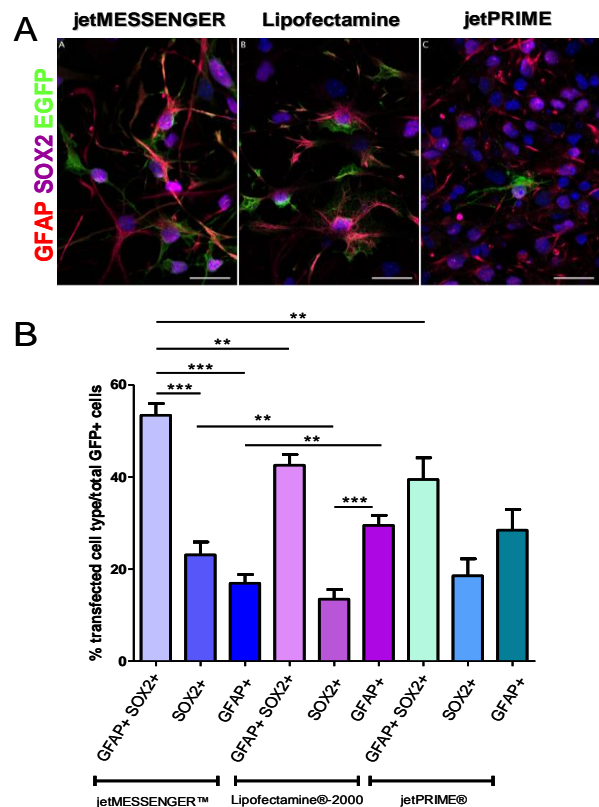 A
jetMESSENGER Lipofectamine jetPRIME
GFAP SOX2 EGFP
A B C
B
**
**
***
***
**
**
***
% transfected cell type/total GFP+ cells
60
40
20
0
GFAP+ SOX2+ SOX2+ GFAP+ GFAP+ SOX2+ SOX2+ GFAP+ GFAP+ SOX2+ SOX2+ GFAP+
jetMESSENGER™ Lipofectamine®-2000 jetPRIME®